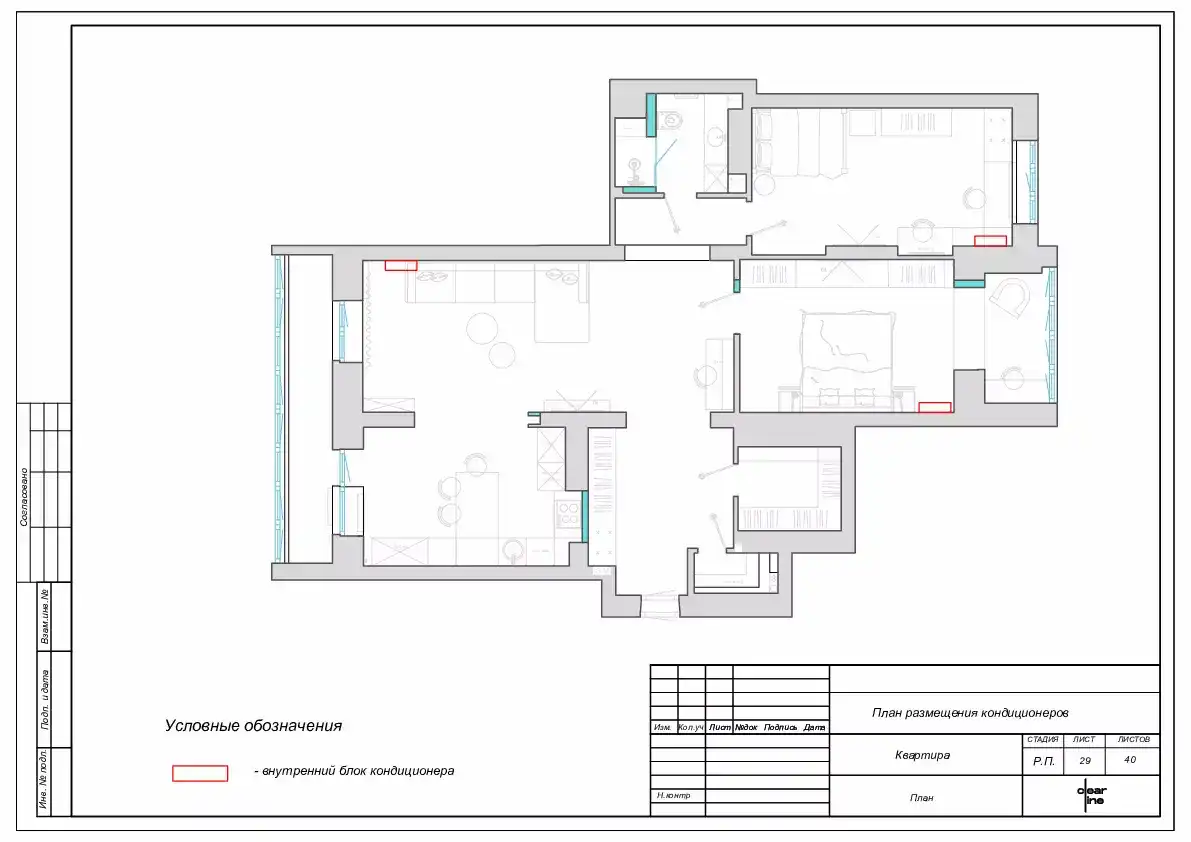 Согласовано
Взам.инв.№
Подп. и дата
Инв. № подл.
Условные обозначения
- внутренний блок кондиционера
Изм. Кол.уч Лист №док Подпись Дата
Н.контр
План размещения кондиционеров
Квартира
СТАДИЯ ЛИСТ ЛИСТОВ
Р.П. 29 40
План
clear
line